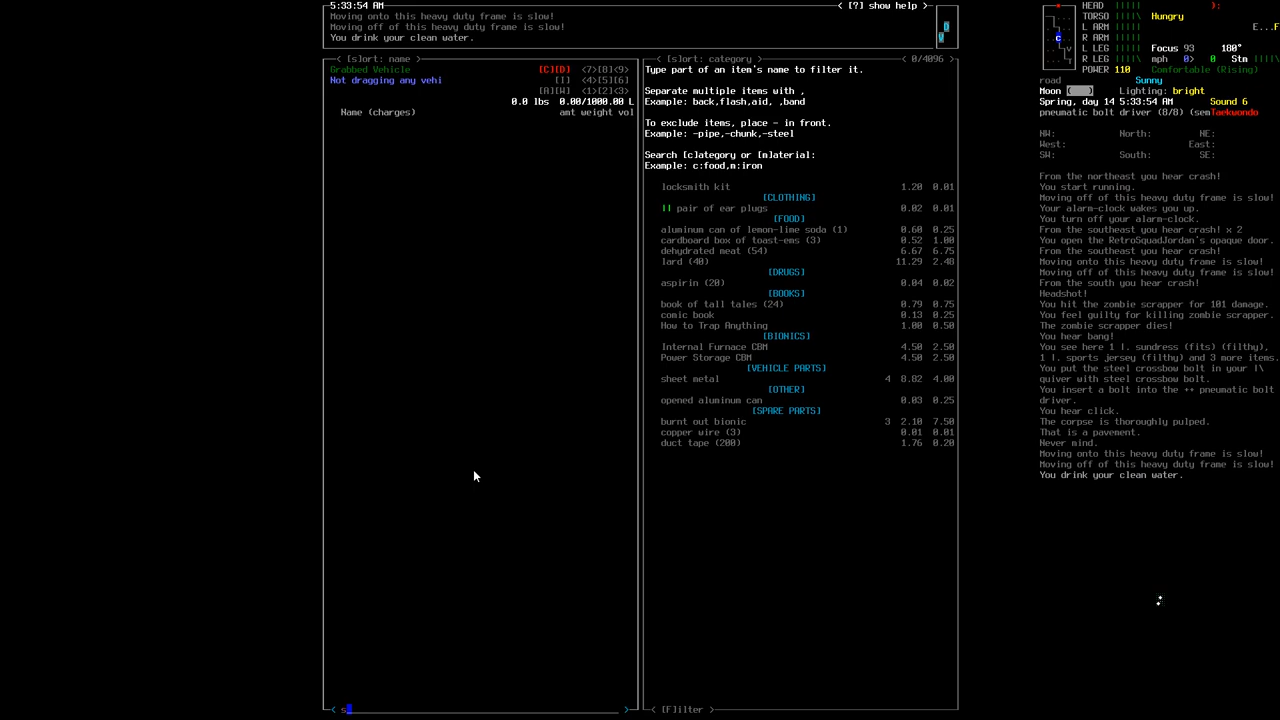 5:33:54 AM
< [?] show help >
Moving onto this heavy duty frame is slow!
Moving off of this heavy duty frame is slow!
You drink your clean water.
< [s]ort: name >
Grabbed Vehicle [C][D] <7>[8]<9>
Not dragging any vehi [I] <4>[5][6]
[A][W] [1][2]<3>
0.0 lbs 0.00/1000.00 L
Name (charges) amt weight vol
< s >
< [s]ort: category > < 0/4096
Type part of an item's name to filter it.
Separate multiple items with ,
Example: back,flash,aid, ,band
To exclude items, place - in front.
Example: -pipe,-chunk,-steel
Search [c]ategory or [m]aterial:
Example: c:food,m:iron
locksmith kit 1.20 0.01
[CLOTHING]
|| pair of ear plugs 0.02 0.01
[FOOD]
aluminum can of lemon-lime soda (1) 0.60 0.25
cardboard box of toast-ems (3) 0.52 1.00
dehydrated meat (54) 6.67 6.75
lard (40) 11.29 2.48
[DRUGS]
aspirin (20) 0.04 0.02
[BOOKS]
book of tall tales (24) 0.79 0.75
comic book 0.13 0.25
How to Trap Anything 1.00 0.50
[BIONICS]
Internal Furnace CBM 4.50 2.50
Power Storage CBM 4.50 2.50
[VEHICLE PARTS]
sheet metal 4 8.82 4.00
[OTHER]
opened aluminum can 0.03 0.25
[SPARE PARTS]
burnt out bionic 3 2.10 7.50
copper wire (3) 0.01 0.01
duct tape (200) 1.76 0.20
< [F]ilter >
HEAD |||| ):
TORSO |||| Hungry
L ARM |||| E...F
R ARM ||||
L LEG |||| Focus 93 180°
R LEG |||| mph 0> 0 Stm
POWER 110 Comfortable (Rising)
road Sunny
Moon ( ) Lighting: bright
Spring, day 14 5:33:54 AM Sound 6
pneumatic bolt driver (8/8) (semTaekwondo
NW: North: NE:
West: East:
SW: South: SE:
From the northeast you hear crash!
You start running.
Moving off of this heavy duty frame is slow!
Your alarm-clock wakes you up.
You turn off your alarm-clock.
From the southeast you hear crash! x 2
You open the RetroSquadJordan's opaque door.
From the southeast you hear crash!
Moving onto this heavy duty frame is slow!
Moving off of this heavy duty frame is slow!
From the south you hear crash!
Headshot!
You hit the zombie scrapper for 101 damage.
You feel guilty for killing zombie scrapper.
The zombie scrapper dies!
You hear bang!
You see here 1 l. sundress (fits) (filthy),
1 l. sports jersey (filthy) and 3 more items.
You put the steel crossbow bolt in your |\
quiver with steel crossbow bolt.
You insert a bolt into the ++ pneumatic bolt
driver.
You hear click.
The corpse is thoroughly pulped.
That is a pavement.
Never mind.
Moving onto this heavy duty frame is slow!
Moving off of this heavy duty frame is slow!
You drink your clean water.